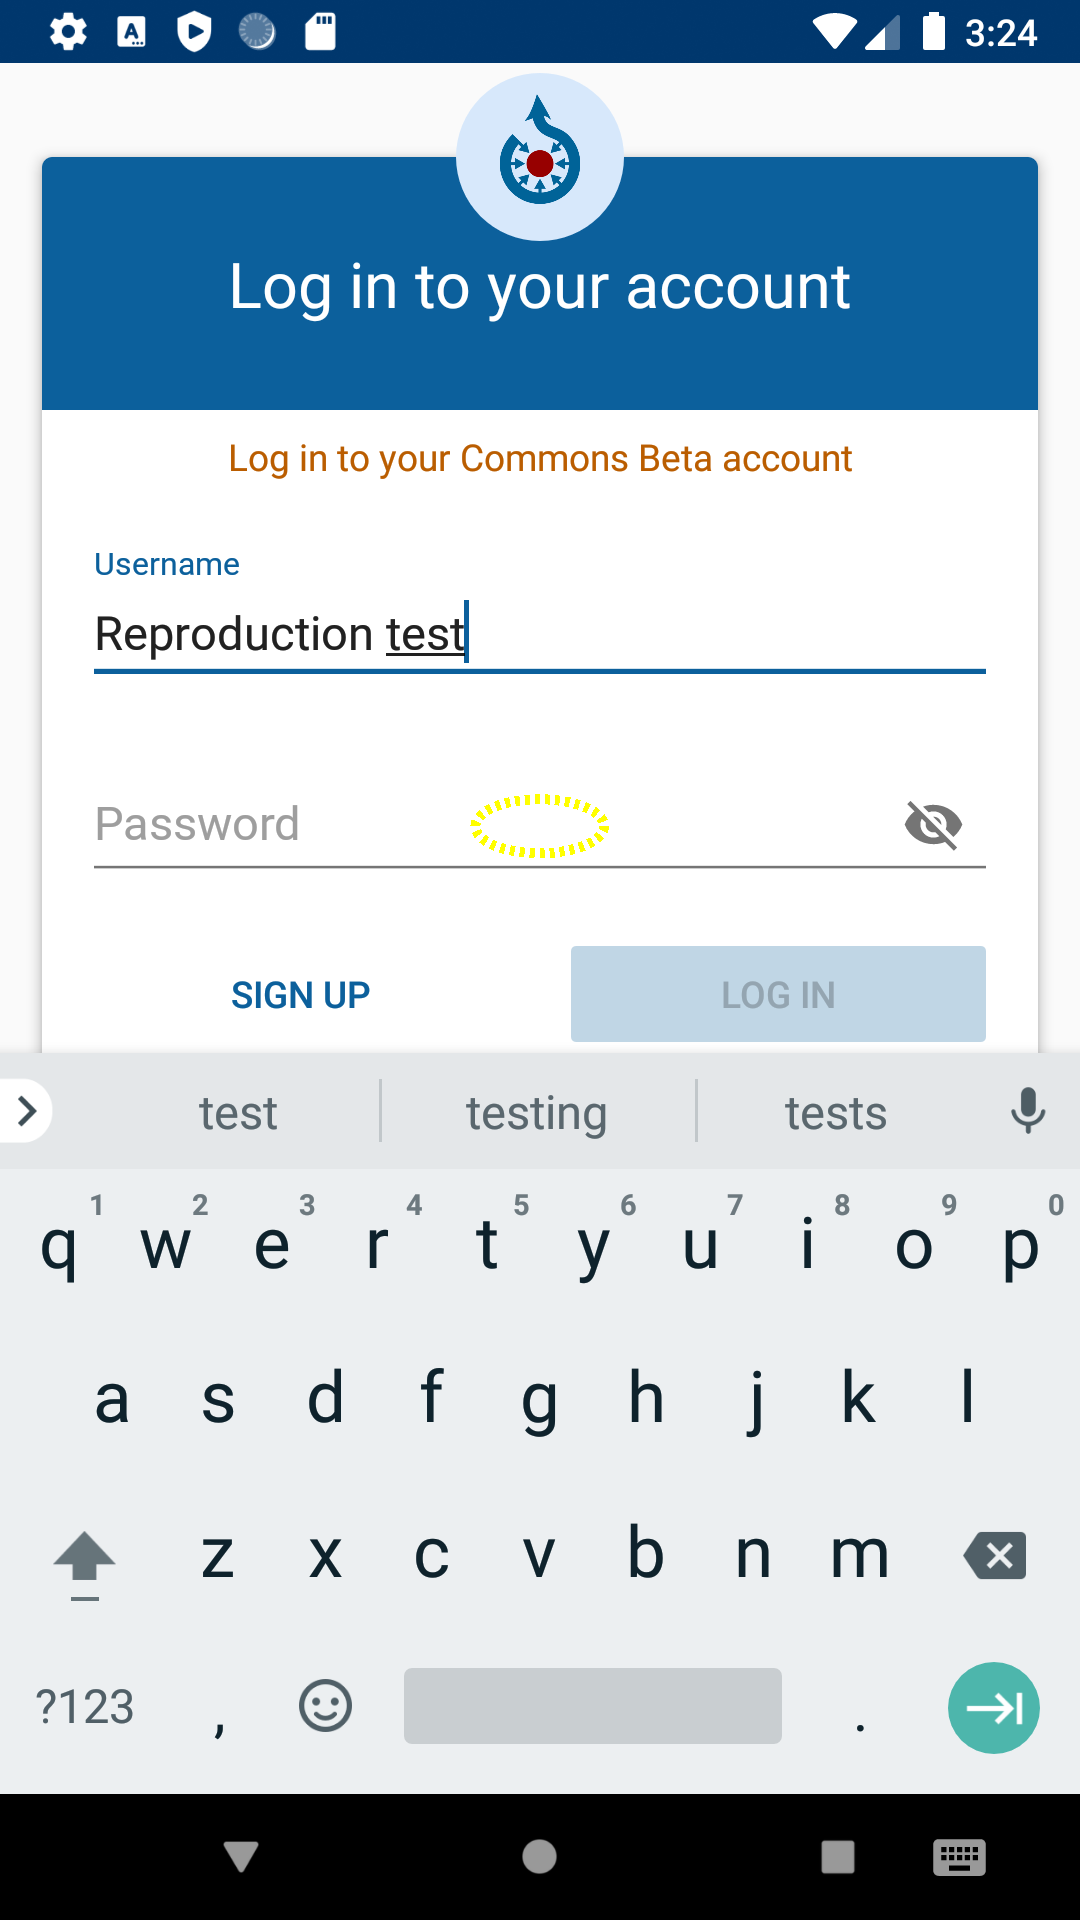 3:24
Log in to your account
Log in to your Commons Beta account
Username
Reproduction test
Password
SIGN UP
LOG IN
test testing tests
1 2 3 4 5 6 7 8 9 0
q w e r t y u i o p
a s d f g h j k l
z x c v b n m
?123 , .